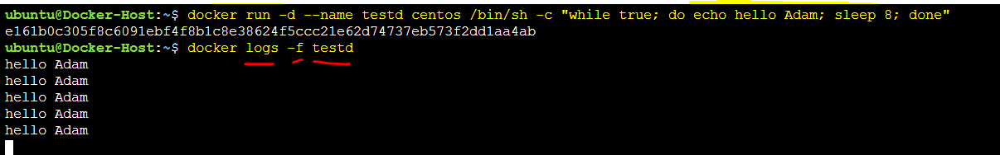 ubuntu@Docker-Host:~$ docker run -d --name testd centos /bin/sh -c "while true; do echo hello Adam; sleep 8; done"
e161b0c305f8c6091ebf4f8b1c8e38624f5ccc21e62d74737eb573f2dd1aa4ab
ubuntu@Docker-Host:~$ docker logs -f testd
hello Adam
hello Adam
hello Adam
hello Adam
hello Adam